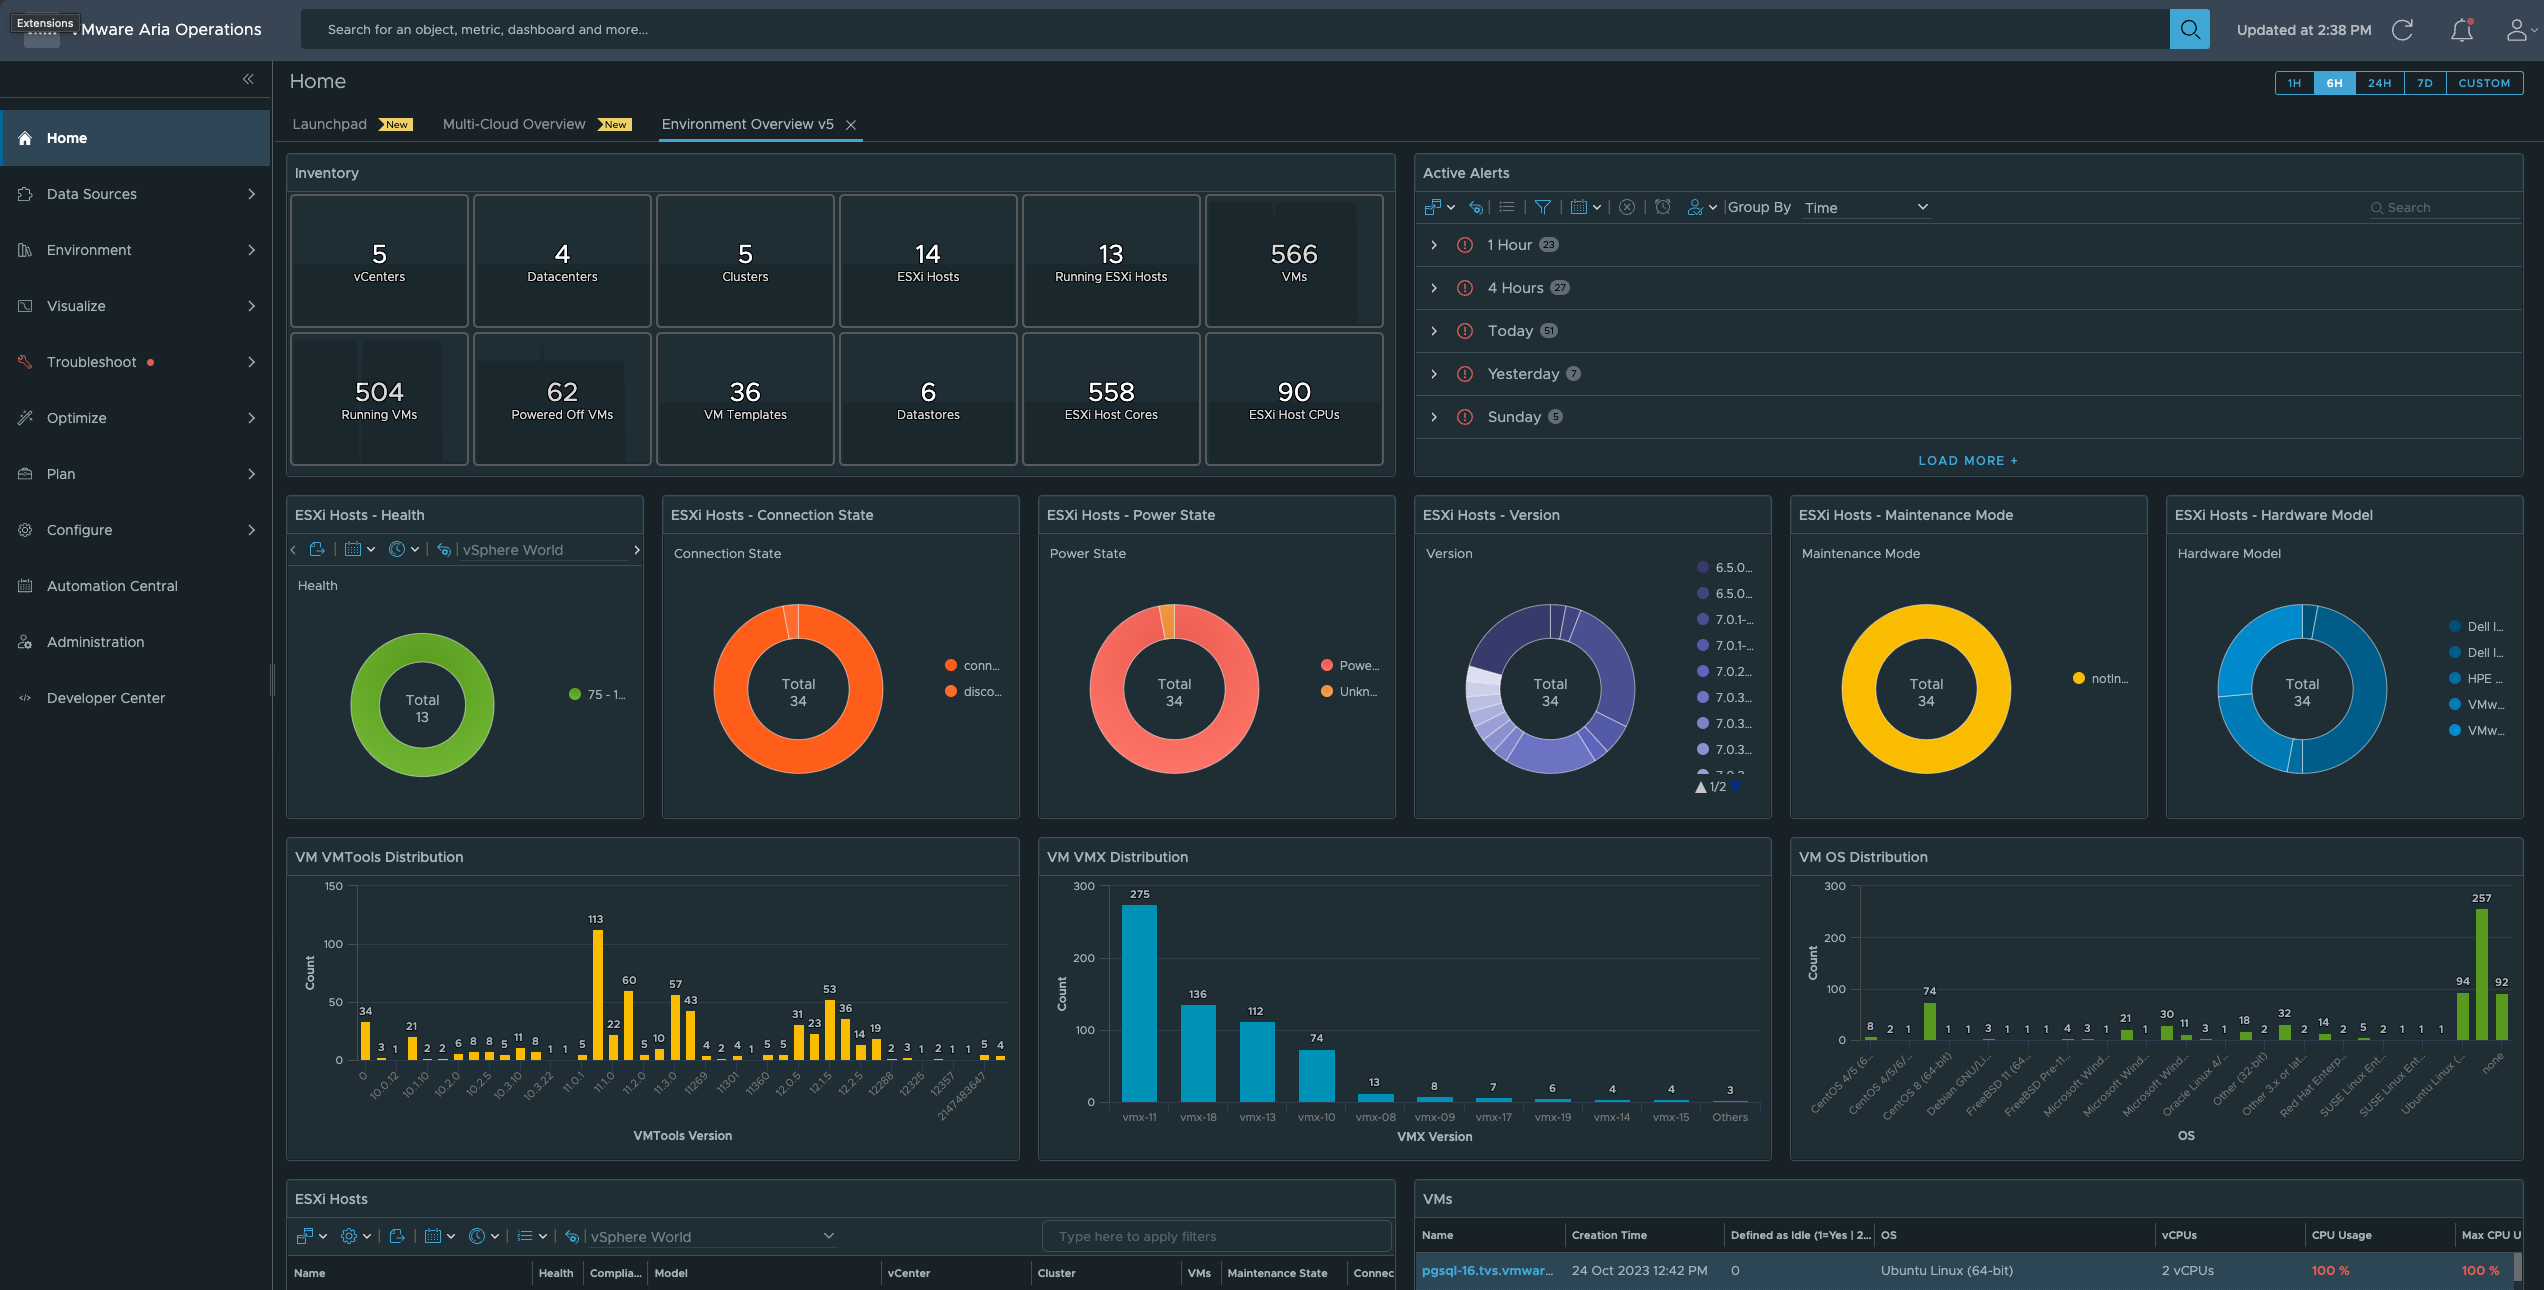 Extensions
VMware Aria Operations
Search for an object, metric, dashboard and more...
Updated at 2:38 PM
Home
1H 6H 24H 7D CUSTOM
Launchpad New Multi-Cloud Overview New Environment Overview v5
Home
Data Sources
Environment
Visualize
Troubleshoot
Optimize
Plan
Configure
Automation Central
Administration
Developer Center
Inventory
5 4 5 14 13 566
vCenters Datacenters Clusters ESXi Hosts Running ESXi Hosts VMs
504 62 36 6 558 90
Running VMs Powered Off VMs VM Templates Datastores ESXi Host Cores ESXi Host CPUs
Active Alerts
Group By Time Search
1 Hour 23
4 Hours 27
Today 51
Yesterday 7
Sunday 5
LOAD MORE +
ESXi Hosts - Health
vSphere World
Health
Total
13
75 - 1...
ESXi Hosts - Connection State
Connection State
Total
34
conn...
disco...
ESXi Hosts - Power State
Power State
Total
34
Powe...
Unkn...
ESXi Hosts - Version
Version
Total
34
6.5.0...
6.5.0...
7.0.1-...
7.0.1-...
7.0.2...
7.0.3...
7.0.3...
7.0.3...
1/2
ESXi Hosts - Maintenance Mode
Maintenance Mode
Total
34
notIn...
ESXi Hosts - Hardware Model
Hardware Model
Total
34
Dell I...
Dell I...
HPE ...
VMw...
VMw...
VM VMTools Distribution
150
100
50
0
Count
34 3 1 21 2 2 6 8 8 5 11 8 1 1 5 113 22 60 5 10 57 43 4 2 4 1 5 5 31 23 53 36 14 19 2 3 1 2 1 1 5 4
0 10.0.12 10.1.10 10.2.0 10.2.5 10.3.10 10.3.22 11.0.1 11.1.0 11.2.0 11.3.0 11269 11301 11360 12.0.5 12.1.5 12.2.5 12288 12325 12357 2147483647
VMTools Version
VM VMX Distribution
300
200
100
0
Count
275 136 112 74 13 8 7 6 4 4 3
vmx-11 vmx-18 vmx-13 vmx-10 vmx-08 vmx-09 vmx-17 vmx-19 vmx-14 vmx-15 Others
VMX Version
VM OS Distribution
300
200
100
0
Count
8 2 1 74 1 1 3 1 1 1 4 3 1 21 1 30 11 3 1 18 2 32 2 14 2 5 2 1 1 1 94 257 92
CentOS 4/5 (6... CentOS 4/5/6/... CentOS 8 (64-bit) Debian GNU/Li... FreeBSD 11 (64... FreeBSD Pre-11... Microsoft Wind... Microsoft Wind... Microsoft Wind... Oracle Linux 4/... Other (32-bit) Other 3.x or lat... Red Hat Enterp... SUSE Linux Ent... SUSE Linux Ent... Ubuntu Linux (... none
OS
ESXi Hosts
vSphere World Type here to apply filters
Name Health Complia... Model vCenter Cluster VMs Maintenance State Connec
VMs
Name Creation Time Defined as Idle (1=Yes | 2... OS vCPUs CPU Usage Max CPU U
pgsql-16.tvs.vmwar... 24 Oct 2023 12:42 PM 0 Ubuntu Linux (64-bit) 2 vCPUs 100 % 100 %